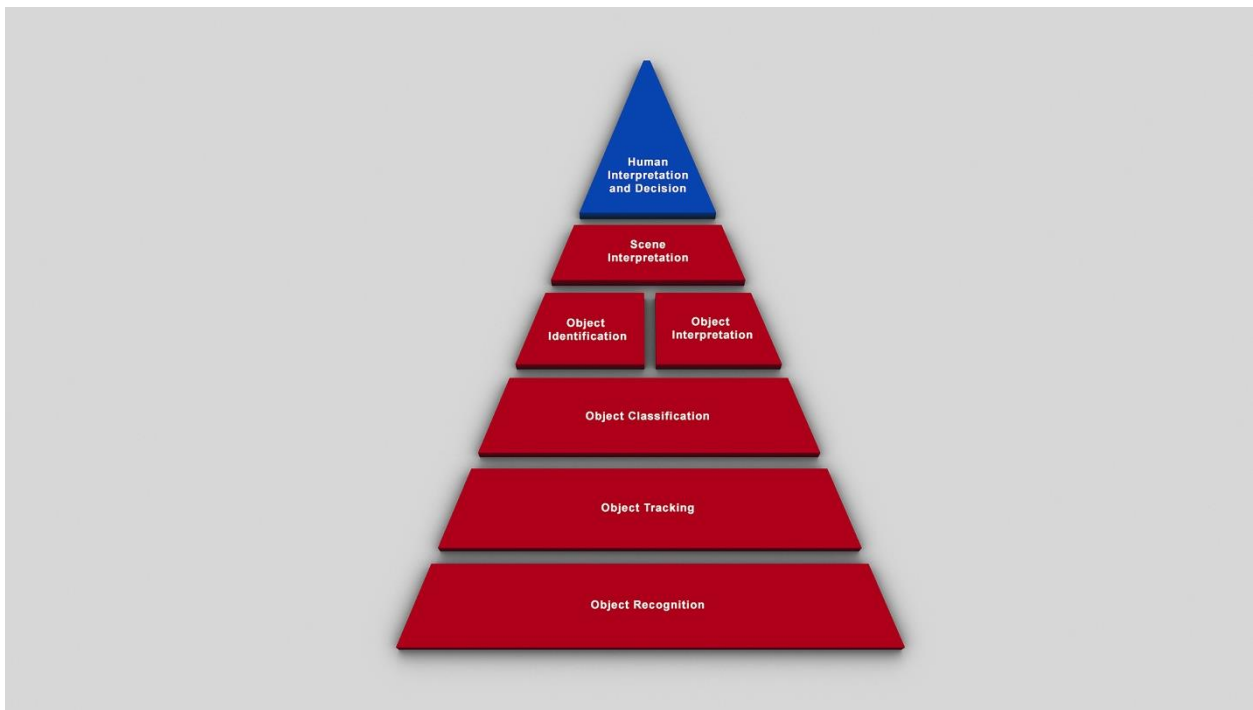 Human
Interpretation
and Decision
Scene
Interpretation
Object
Identification
Object
Interpretation
Object Classification
Object Tracking
Object Recognition